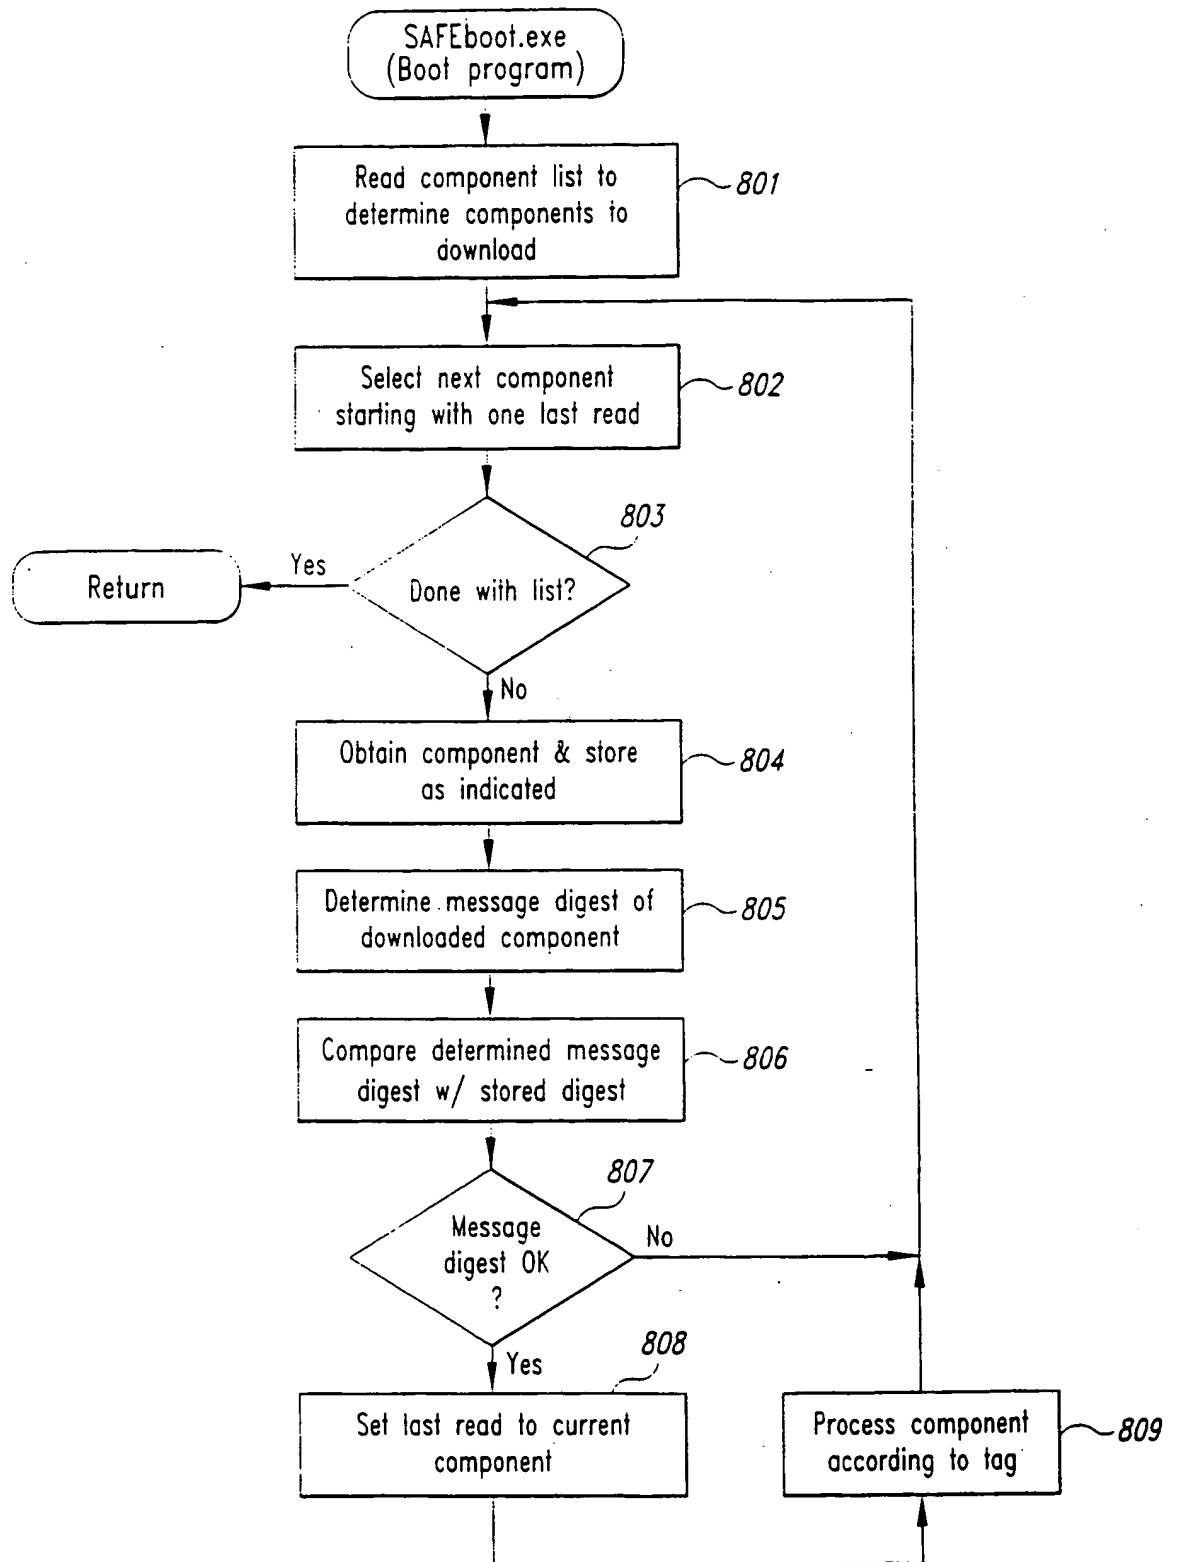 SAFEboot.exe
(Boot program)
Read component list to
determine components to
download
801
Select next component
starting with one last read
802
803
Done with list?
Yes
Return
No
Obtain component & store
as indicated
804
Determine message digest of
downloaded component
805
Compare determined message
digest w/ stored digest
806
807
Message
digest OK
?
No
Yes
808
Set last read to current
component
Process component
according to tag
809